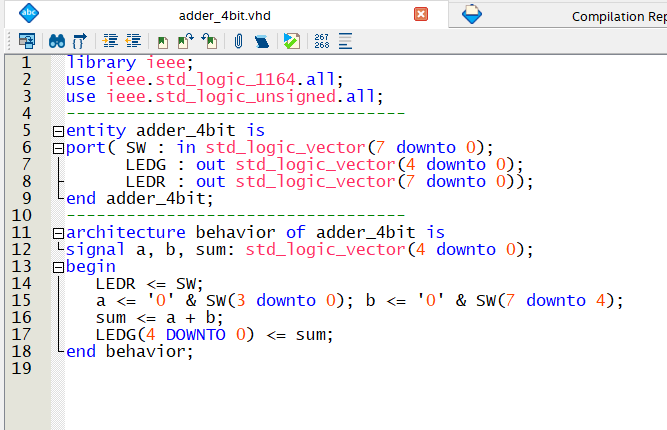 abc
adder_4bit.vhd
Compilation Rep
267
268
1 library ieee;
2 use ieee.std_logic_1164.all;
3 use ieee.std_logic_unsigned.all;
4 ----------------------------------
5 entity adder_4bit is
6 port( SW : in std_logic_vector(7 downto 0);
7 LEDG : out std_logic_vector(4 downto 0);
8 LEDR : out std_logic_vector(7 downto 0));
9 end adder_4bit;
10 ----------------------------------
11 architecture behavior of adder_4bit is
12 signal a, b, sum: std_logic_vector(4 downto 0);
13 begin
14 LEDR <= SW;
15 a <= '0' & SW(3 downto 0); b <= '0' & SW(7 downto 4);
16 sum <= a + b;
17 LEDG(4 DOWNTO 0) <= sum;
18 end behavior;
19